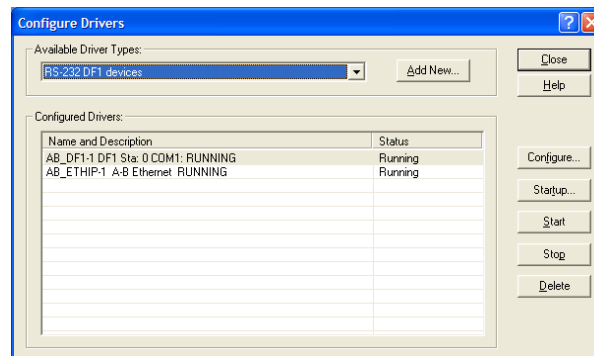 Configure Drivers
Available Driver Types:
RS-232 DF1 devices
Add New...
Close
Help
Configured Drivers:
Name and Description Status
AB_DF1-1 DF1 Sta: 0 COM1: RUNNING Running
AB_ETHIP-1 A-B Ethernet RUNNING Running
Configure...
Startup...
Start
Stop
Delete